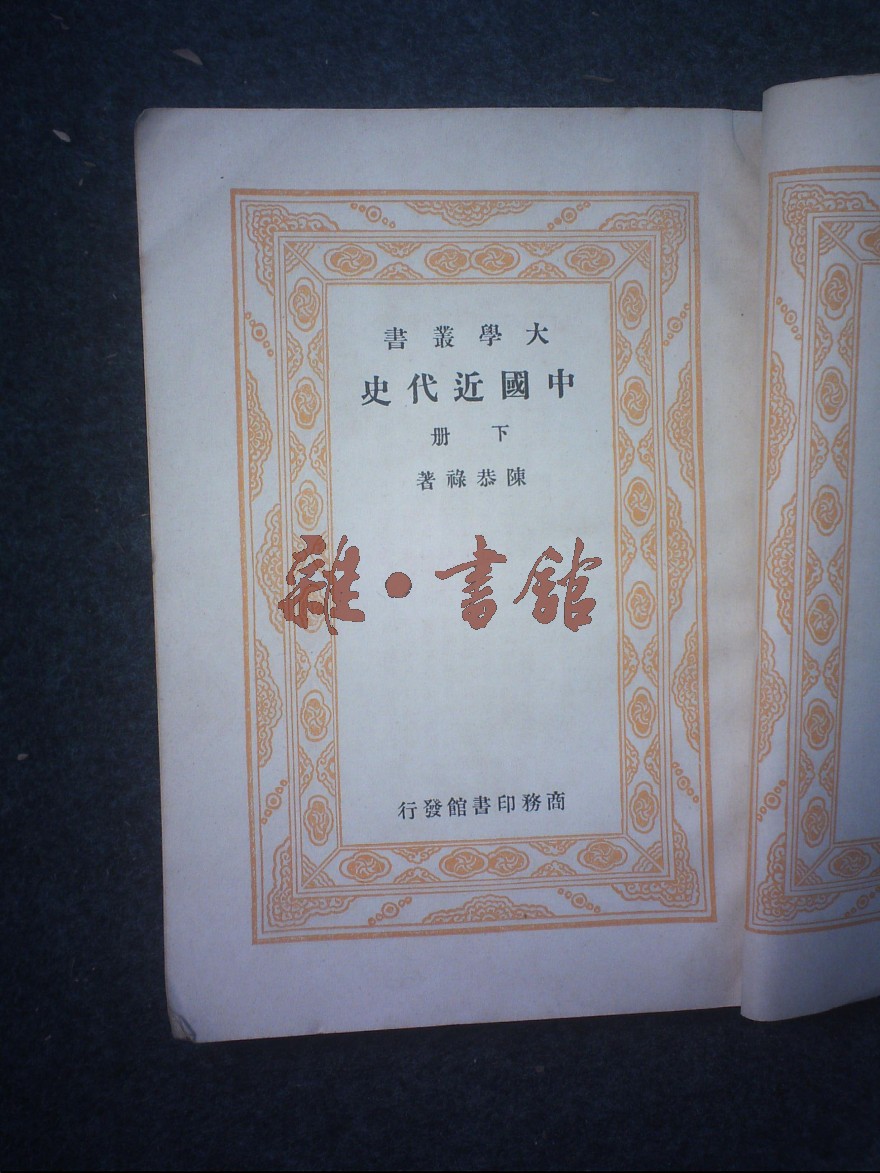 大學叢書
中國近代史
下册
陳恭祿著
雜·書館
商務印書館發行